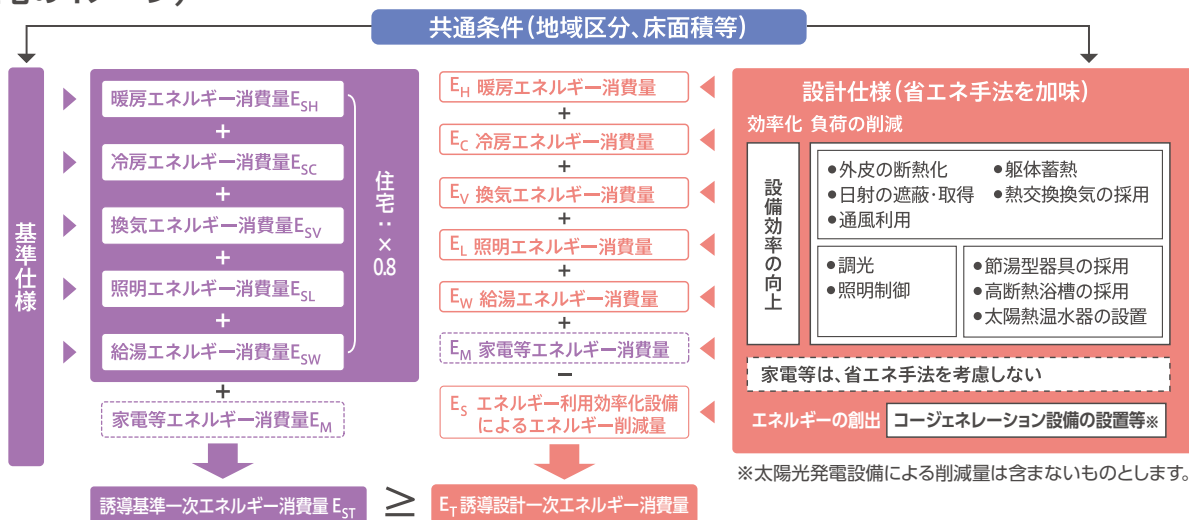 共通条件(地域区分、床面積等)
基準仕様
暖房エネルギー消費量ESH
+
冷房エネルギー消費量ESC
+
換気エネルギー消費量ESV
+
照明エネルギー消費量ESL
+
給湯エネルギー消費量ESW
住宅：×0.8
+
家電等エネルギー消費量EM
誘導基準一次エネルギー消費量 EST
≧
EH 暖房エネルギー消費量
+
EC 冷房エネルギー消費量
+
EV 換気エネルギー消費量
+
EL 照明エネルギー消費量
+
EW 給湯エネルギー消費量
+
EM 家電等エネルギー消費量
−
ES エネルギー利用効率化設備
によるエネルギー削減量
ET 誘導設計一次エネルギー消費量
設計仕様(省エネ手法を加味)
効率化 負荷の削減
設備効率の向上
●外皮の断熱化 ●躯体蓄熱
●日射の遮蔽･取得 ●熱交換換気の採用
●通風利用
●調光
●照明制御
●節湯型器具の採用
●高断熱浴槽の採用
●太陽熱温水器の設置
家電等は、省エネ手法を考慮しない
エネルギーの創出 コージェネレーション設備の設置等※
※太陽光発電設備による削減量は含まないものとします。